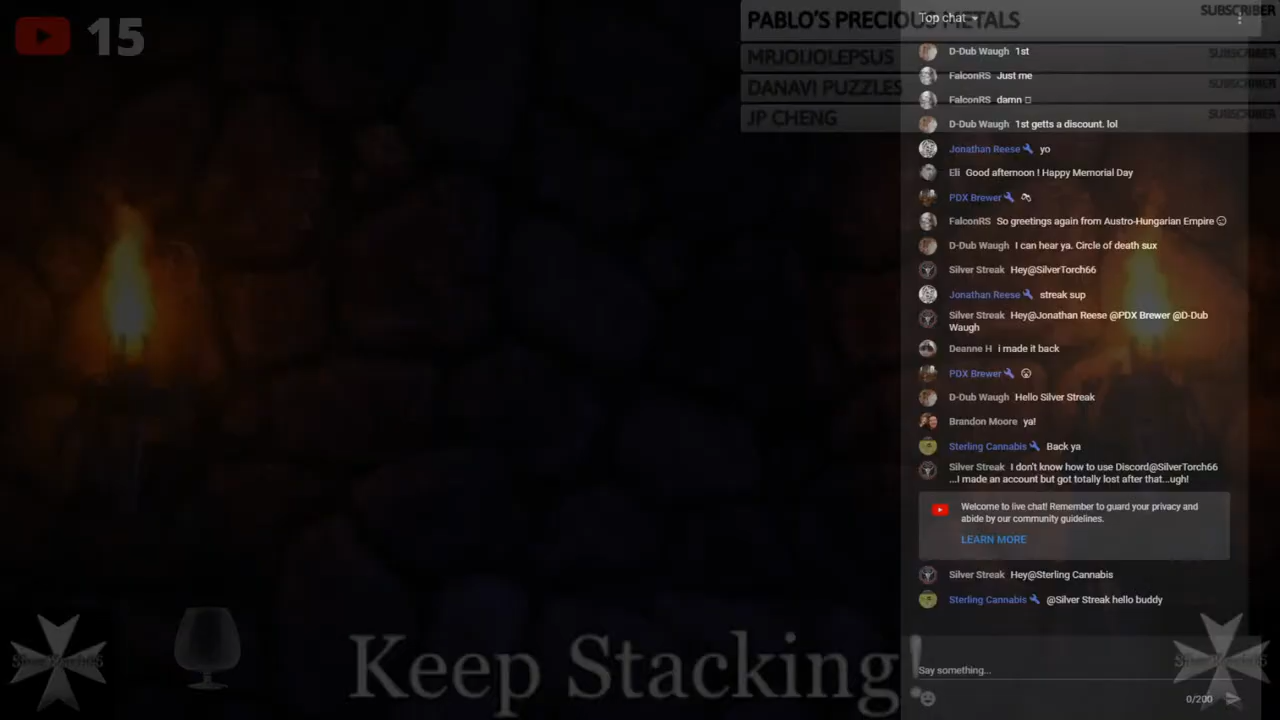 15
PABLO'S PRECIOUS METALS SUBSCRIBER
MRJOIJOLEPSUS SUBSCRIBER
DANAVI PUZZLES SUBSCRIBER
JP CHENG SUBSCRIBER
Top chat
D-Dub Waugh 1st
FalconRS Just me
FalconRS damn
D-Dub Waugh 1st getts a discount. lol
Jonathan Reese yo
Eli Good afternoon ! Happy Memorial Day
PDX Brewer
FalconRS So greetings again from Austro-Hungarian Empire
D-Dub Waugh I can hear ya. Circle of death sux
Silver Streak Hey@SilverTorch66
Jonathan Reese streak sup
Silver Streak Hey@Jonathan Reese @PDX Brewer @D-Dub
Waugh
Deanne H i made it back
PDX Brewer
D-Dub Waugh Hello Silver Streak
Brandon Moore ya!
Sterling Cannabis Back ya
Silver Streak I don't know how to use Discord@SilverTorch66
...I made an account but got totally lost after that...ugh!
Welcome to live chat! Remember to guard your privacy and
abide by our community guidelines.
LEARN MORE
Silver Streak Hey@Sterling Cannabis
Sterling Cannabis @Silver Streak hello buddy
Keep Stacking!
Say something...
0/200